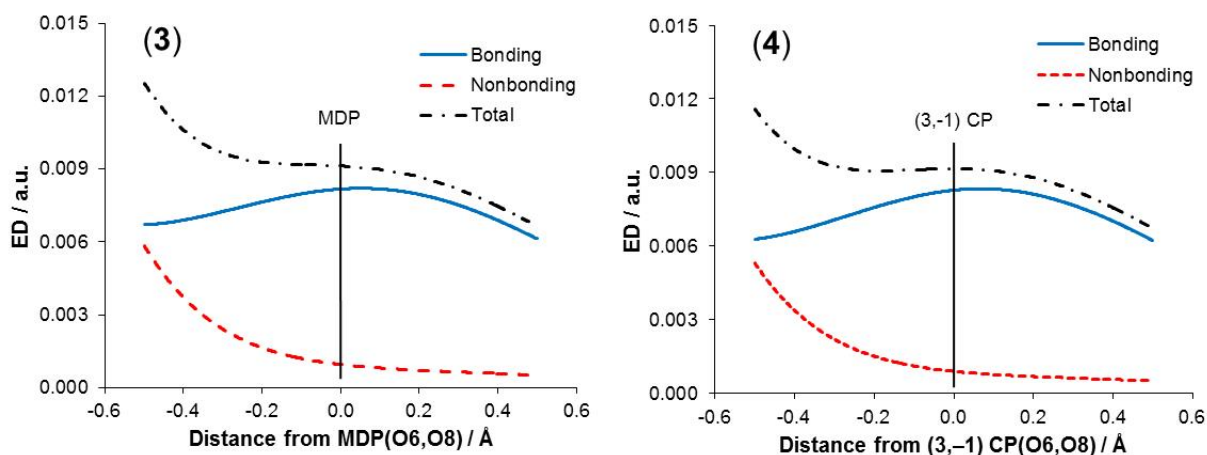 (3)
Bonding
Nonbonding
Total
MDP
ED / a.u.
0.015
0.012
0.009
0.006
0.003
0.000
-0.6 -0.4 -0.2 0.0 0.2 0.4 0.6
Distance from MDP(O6,O8) / Å
(4)
Bonding
Nonbonding
Total
(3,-1) CP
ED / a.u.
0.015
0.012
0.009
0.006
0.003
0.000
-0.6 -0.4 -0.2 0.0 0.2 0.4 0.6
Distance from (3,–1) CP(O6,O8) / Å